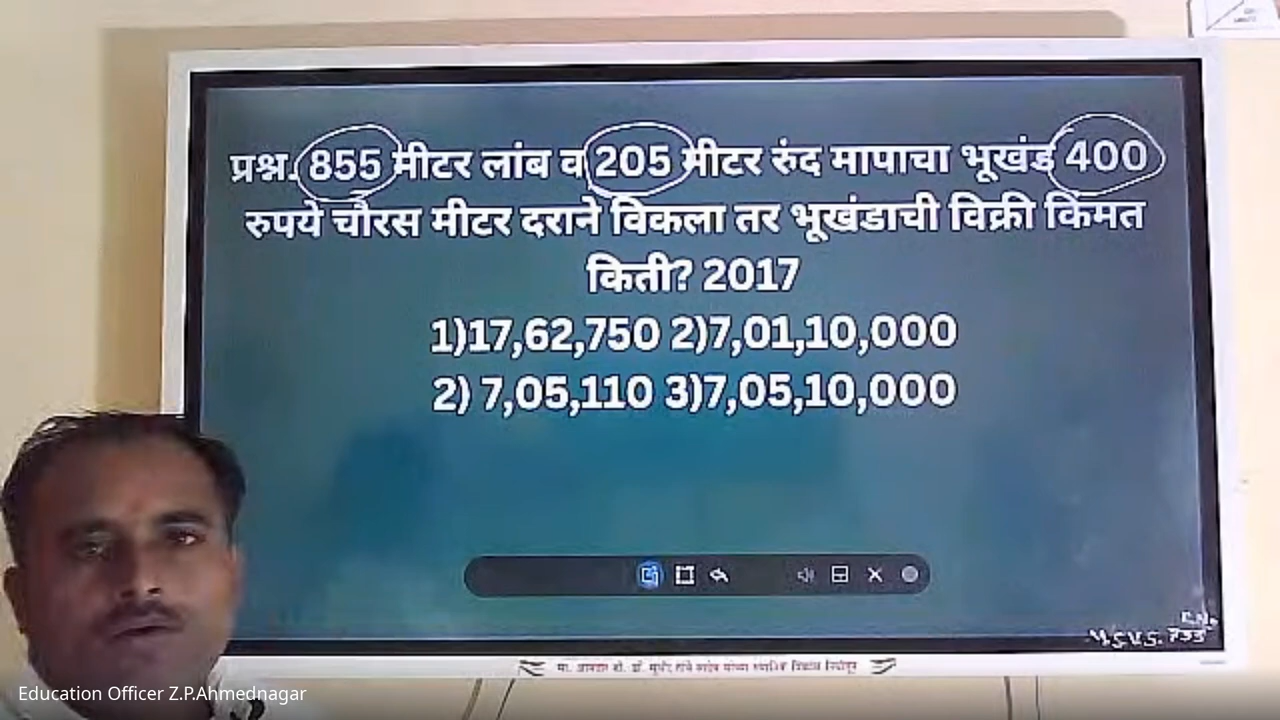 प्रश्न. 855 मीटर लांब व 205 मीटर रुंद मापाचा भूखंड 400
रुपये चौरस मीटर दराने विकला तर भूखंडाची विक्री किंमत
किती? 2017
1)17,62,750 2)7,01,10,000
2) 7,05,110 3)7,05,10,000
Education Officer Z.P.Ahmednagar